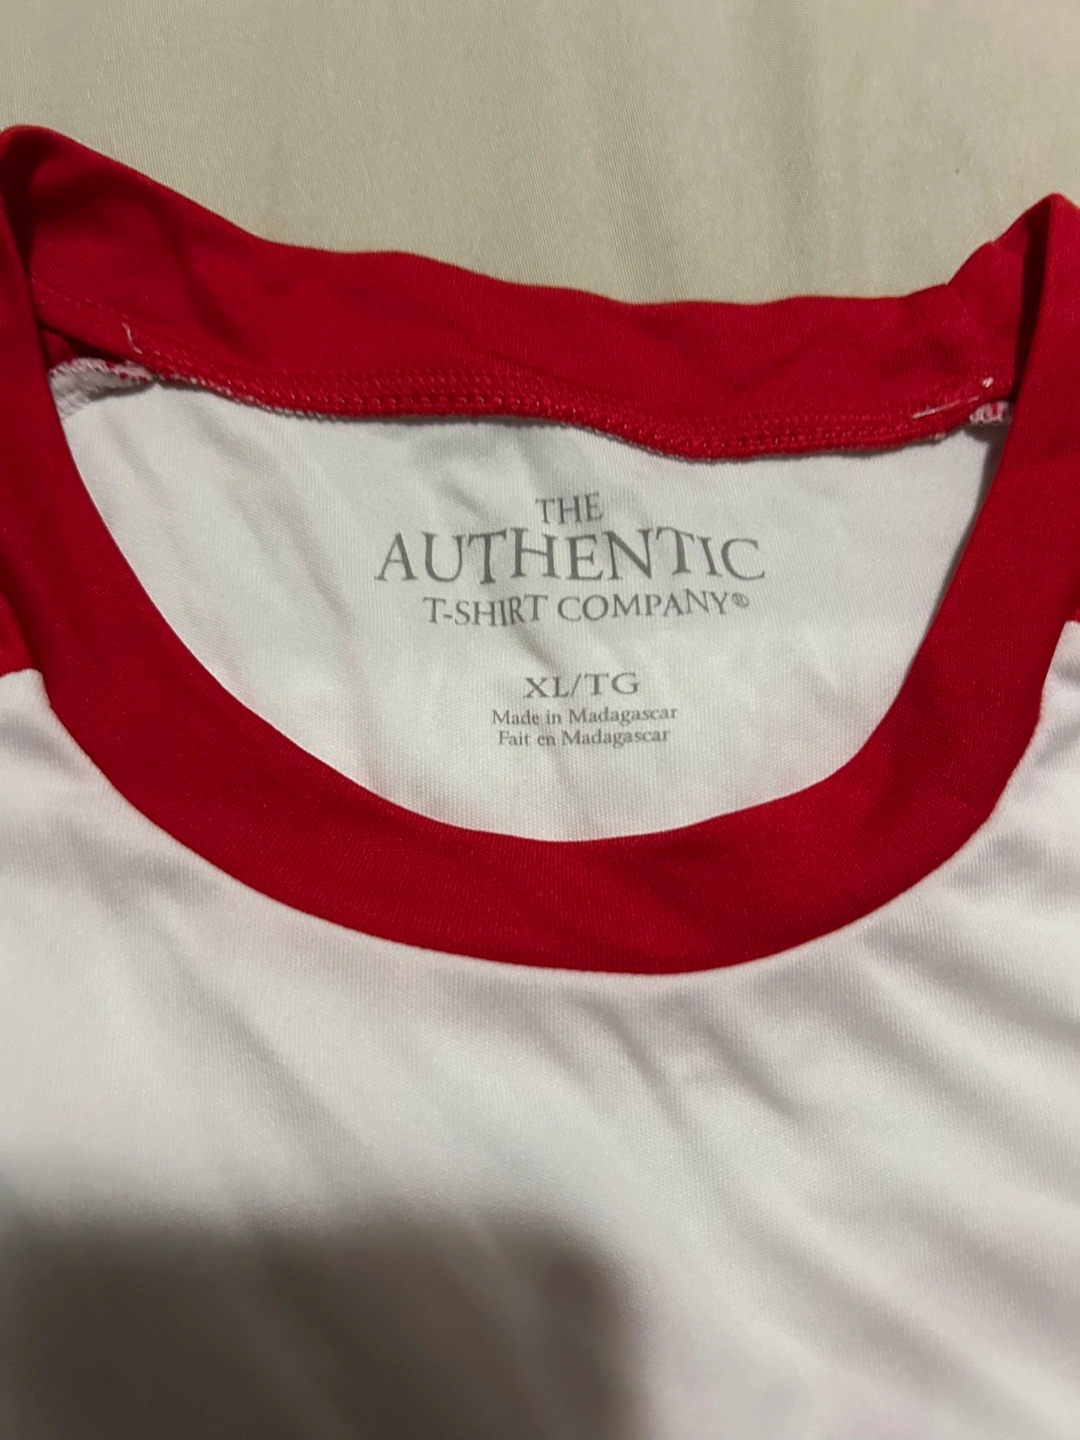 THE
AUTHENTIC
T-SHIRT COMPANY®
XL/TG
Made in Madagascar
Fait en Madagascar